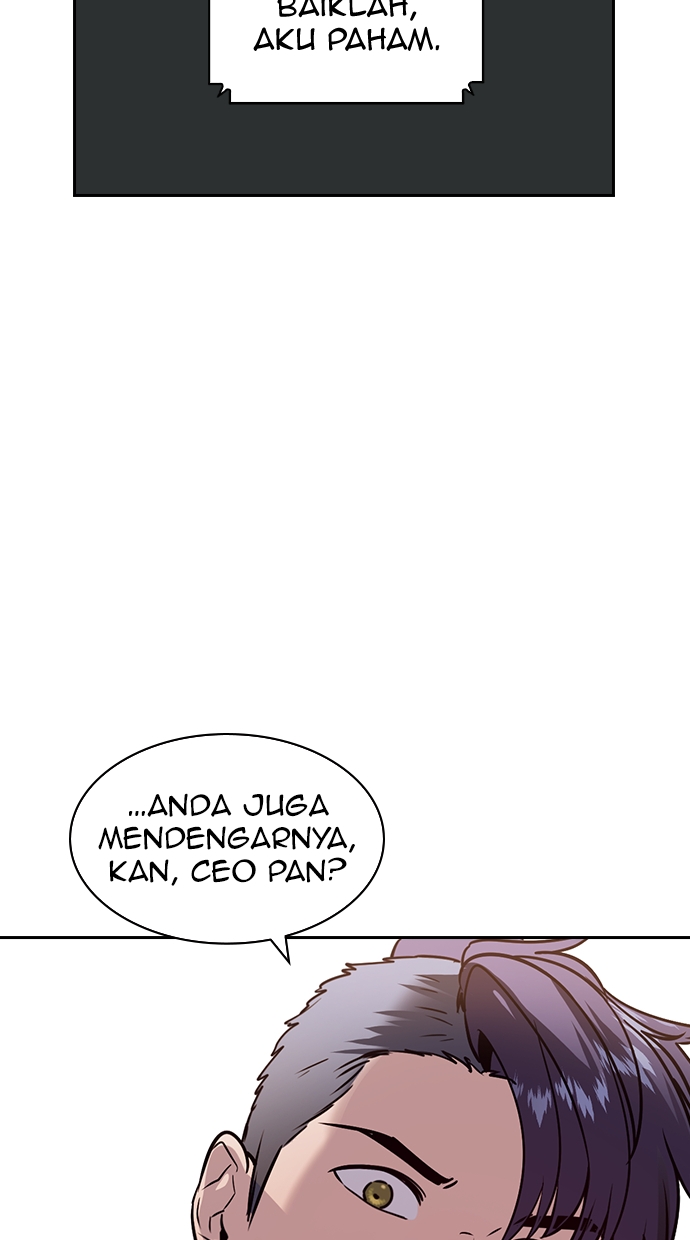 BAIKLAH,
AKU PAHAM.
...ANDA JUGA
MENDENGARNYA,
KAN, CEO PAN?